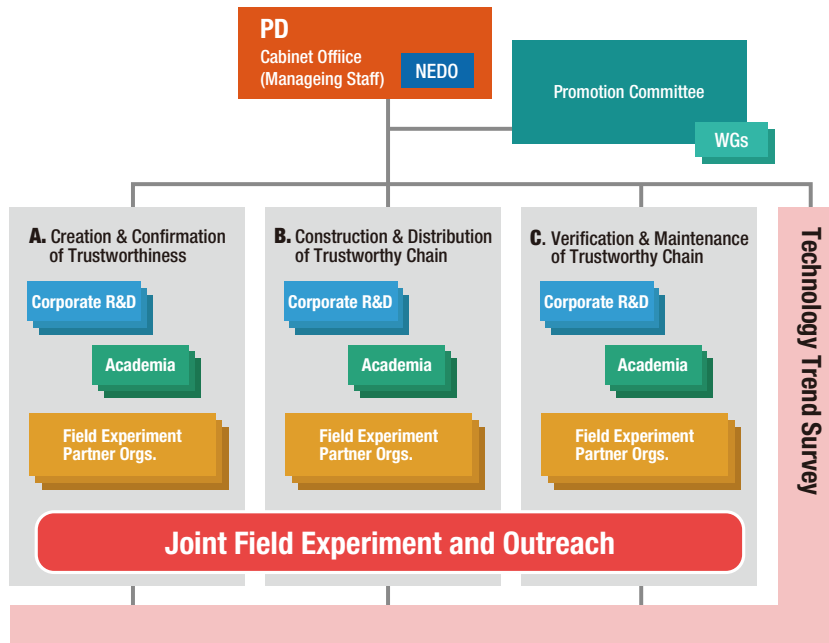 PD
Cabinet Offiice
(Manageing Staff)
NEDO
Promotion Committee
WGs
A. Creation & Confirmation
of Trustworthiness
Corporate R&D
Academia
Field Experiment
Partner Orgs.
B. Construction & Distribution
of Trustworthy Chain
Corporate R&D
Academia
Field Experiment
Partner Orgs.
C. Verification & Maintenance
of Trustworthy Chain
Corporate R&D
Academia
Field Experiment
Partner Orgs.
Technology Trend Survey
Joint Field Experiment and Outreach